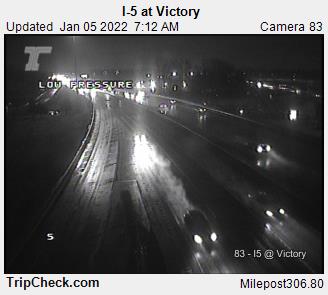 I-5 at Victory
Updated Jan 05 2022 7:12 AM Camera 83
T
LOW PRESSURE
S
83 - I5 @ Victory
TripCheck.com Milepost306.80